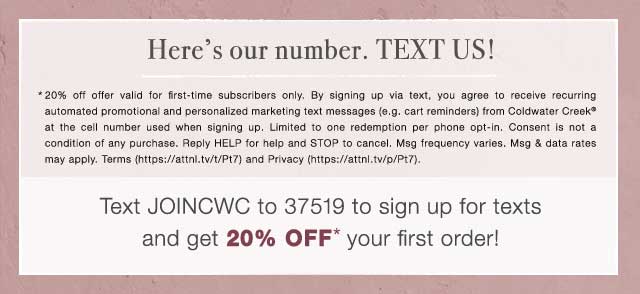 Here's our number. TEXT US!
*20% off offer valid for first-time subscribers only. By signing up via text, you agree to receive recurring
automated promotional and personalized marketing text messages (e.g. cart reminders) from Coldwater Creek®
at the cell number used when signing up. Limited to one redemption per phone opt-in. Consent is not a
condition of any purchase. Reply HELP for help and STOP to cancel. Msg frequency varies. Msg & data rates
may apply. Terms (https://attnl.tv/t/Pt7) and Privacy (https://attnl.tv/p/Pt7).
Text JOINCWC to 37519 to sign up for texts
and get 20% OFF* your first order!